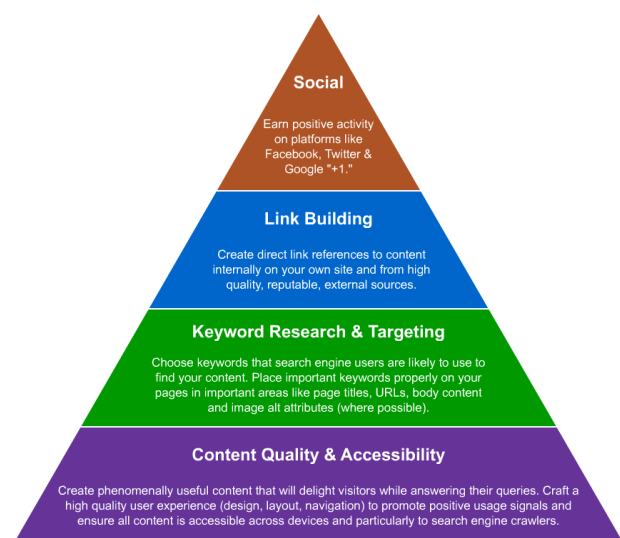 Social
Earn positive activity
on platforms like
Facebook, Twitter &
Google "+1."
Link Building
Create direct link references to content
internally on your own site and from high
quality, reputable, external sources.
Keyword Research & Targeting
Choose keywords that search engine users are likely to use to
find your content. Place important keywords properly on your
pages in important areas like page titles, URLs, body content
and image alt attributes (where possible).
Content Quality & Accessibility
Create phenomenally useful content that will delight visitors while answering their queries. Craft a
high quality user experience (design, layout, navigation) to promote positive usage signals and
ensure all content is accessible across devices and particularly to search engine crawlers.